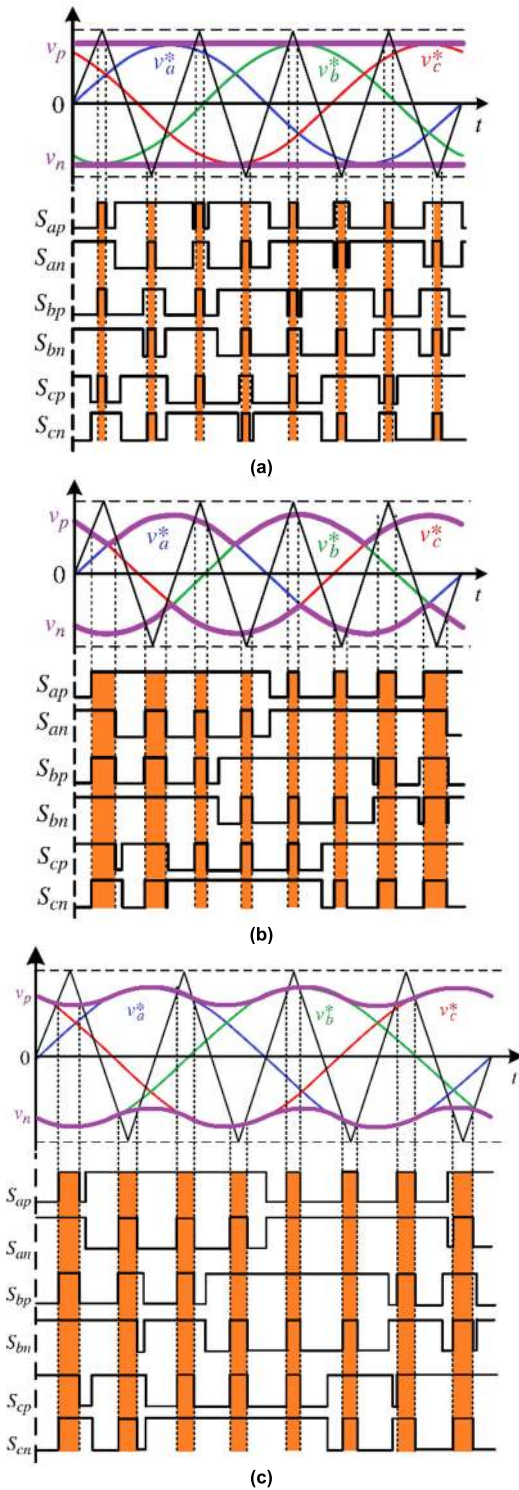 v_p
v_a^* v_b^* v_c^*
0
t
v_n
S_ap
S_an
S_bp
S_bn
S_cp
S_cn
(a)
v_p
v_a^* v_b^* v_c^*
0
t
v_n
S_ap
S_an
S_bp
S_bn
S_cp
S_cn
(b)
v_p
v_a^* v_b^* v_c^*
0
t
v_n
S_ap
S_an
S_bp
S_bn
S_cp
S_cn
(c)